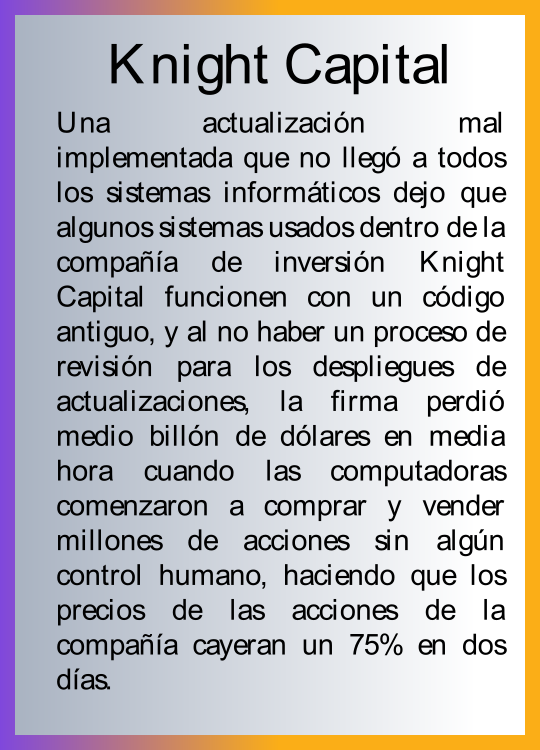 Knight Capital
Una actualización mal
implementada que no llegó a todos
los sistemas informáticos dejo que
algunos sistemas usados dentro de la
compañía de inversión Knight
Capital funcionen con un código
antiguo, y al no haber un proceso de
revisión para los despliegues de
actualizaciones, la firma perdió
medio billón de dólares en media
hora cuando las computadoras
comenzaron a comprar y vender
millones de acciones sin algún
control humano, haciendo que los
precios de las acciones de la
compañía cayeran un 75% en dos
días.